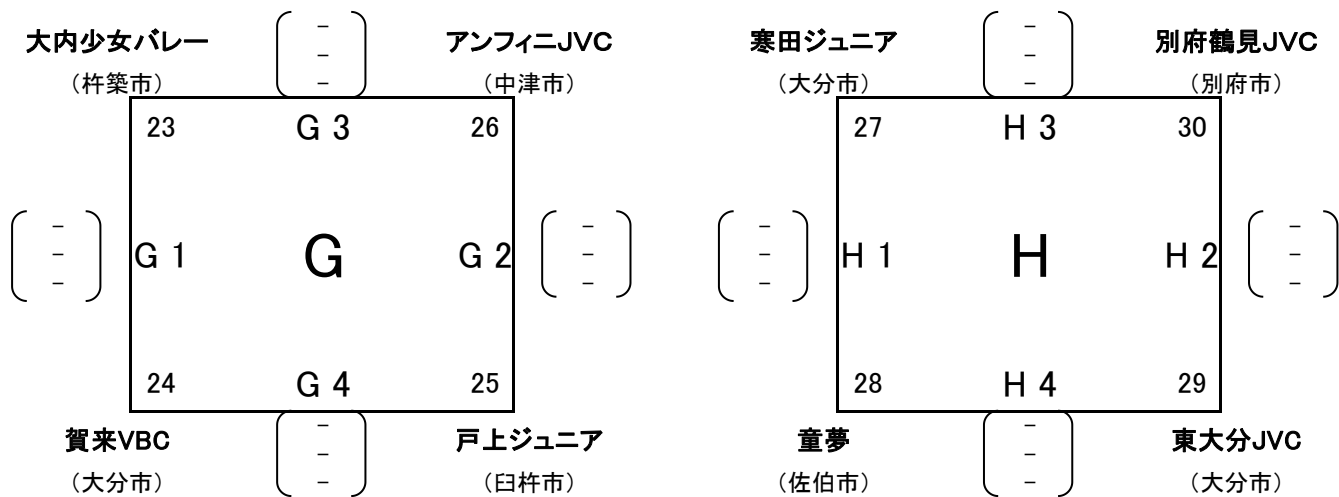 大内少女バレー アンフィニJVC 寒田ジュニア 別府鶴見JVC
（杵築市） （中津市） （大分市） （別府市）
- - 
- - 
- - 
23 G 3 26 27 H 3 30
- - - -
- G 1 G - G 2 - - H 1 H - H 2 -
- - - -
24 G 4 25 28 H 4 29
- - 
- - 
- - 
賀来VBC 戸上ジュニア 童夢 東大分JVC
（大分市） （臼杵市） （佐伯市） （大分市）